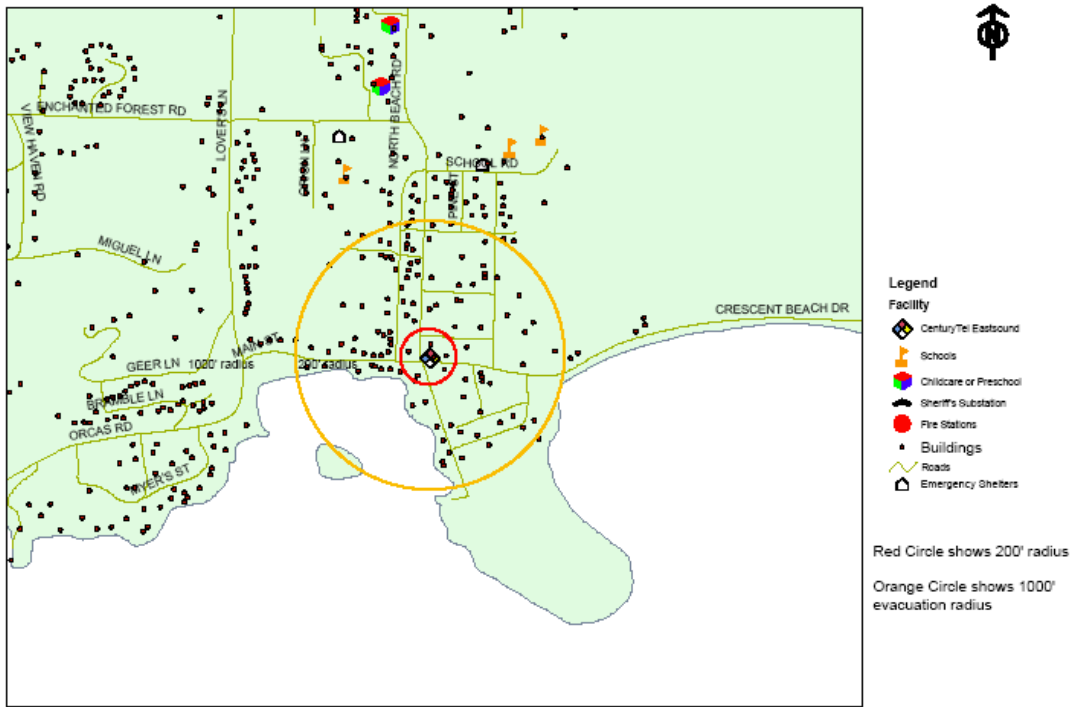 N
ENCHANTED FOREST RD
VIEW HAVEN RD
LOVER'S LN
NORTH BEACH RD
SCHOOL RD
PINE ST
MIGUEL LN
CRESCENT BEACH DR
MAIN ST
GEER LN
1000' radius
200' radius
BRAMBLE LN
ORCAS RD
MYER'S ST
Legend
Facility
CenturyTel Eastsound
Schools
Childcare or Preschool
Sheriff's Substation
Fire Stations
Buildings
Roads
Emergency Shelters
Red Circle shows 200' radius
Orange Circle shows 1000'
evacuation radius